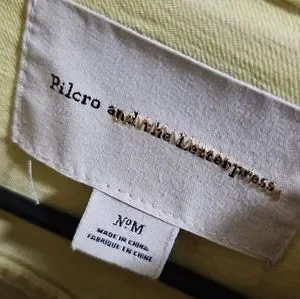 Pilcro and the Letterpress
NºM
MADE IN CHINA
FABRIQUÉ EN CHINE